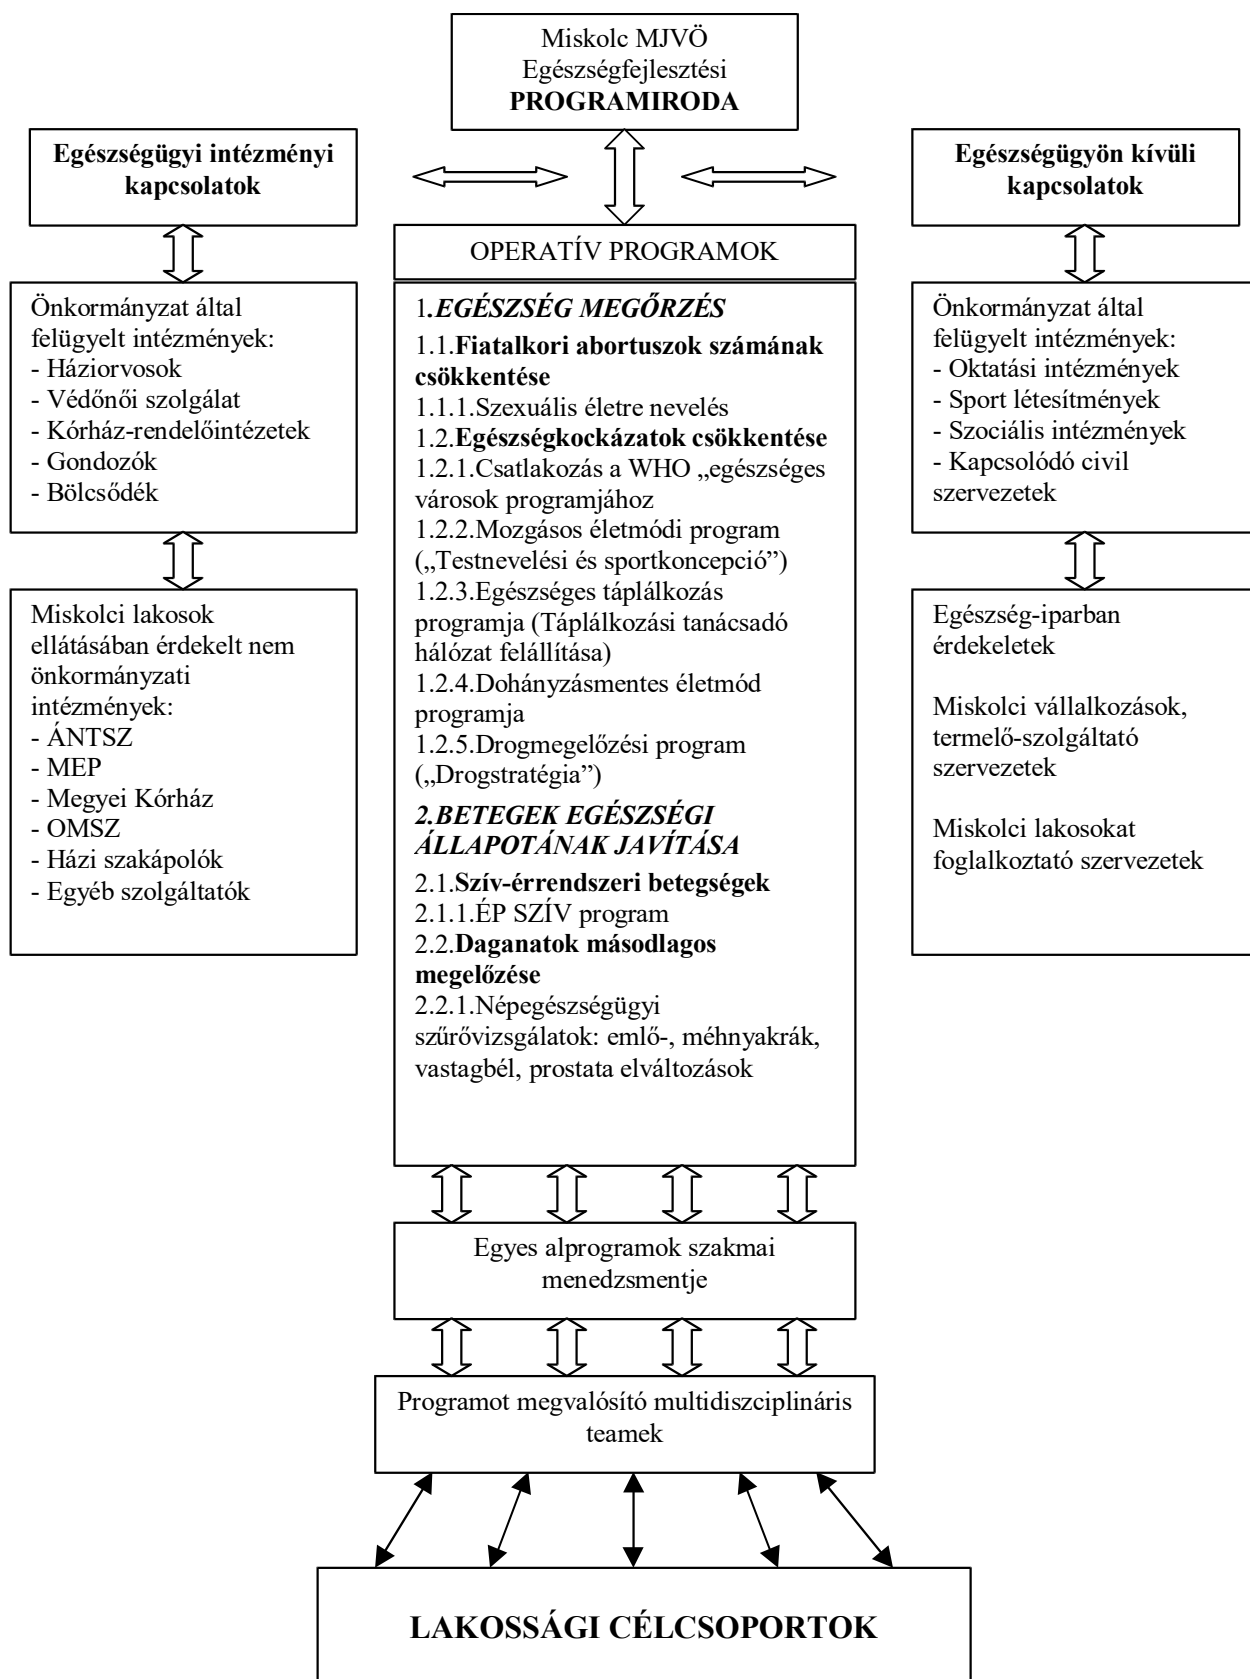 Miskolc MJVÖ
Egészségfejlesztési
PROGRAMIRODA
Egészségügyi intézményi
kapcsolatok
Egészségügyön kívüli
kapcsolatok
Önkormányzat által
felügyelt intézmények:
- Háziorvosok
- Védőnői szolgálat
- Kórház-rendelőintézetek
- Gondozók
- Bölcsődék
Miskolci lakosok
ellátásában érdekelt nem
önkormányzati
intézmények:
- ÁNTSZ
- MEP
- Megyei Kórház
- OMSZ
- Házi szakápolók
- Egyéb szolgáltatók
OPERATÍV PROGRAMOK
1.EGÉSZSÉG MEGŐRZÉS
1.1.Fiatalkori abortuszok számának
csökkentése
1.1.1.Szexuális életre nevelés
1.2.Egészségkockázatok csökkentése
1.2.1.Csatlakozás a WHO „egészséges
városok programjához
1.2.2.Mozgásos életmódi program
(„Testnevelési és sportkoncepció”)
1.2.3.Egészséges táplálkozás
programja (Táplálkozási tanácsadó
hálózat felállítása)
1.2.4.Dohányzásmentes életmód
programja
1.2.5.Drogmegelőzési program
(„Drogstratégia”)
2.BETEGEK EGÉSZSÉGI
ÁLLAPOTÁNAK JAVÍTÁSA
2.1.Szív-érrendszeri betegségek
2.1.1.ÉP SZÍV program
2.2.Daganatok másodlagos
megelőzése
2.2.1.Népegészségügyi
szűrővizsgálatok: emlő-, méhnyakrák,
vastagbél, prostata elváltozások
Önkormányzat által
felügyelt intézmények:
- Oktatási intézmények
- Sport létesítmények
- Szociális intézmények
- Kapcsolódó civil
szervezetek
Egészség-iparban
érdekeletek
Miskolci vállalkozások,
termelő-szolgáltató
szervezetek
Miskolci lakosokat
foglalkoztató szervezetek
Egyes alprogramok szakmai
menedzsmentje
Programot megvalósító multidiszciplináris
teamek
LAKOSSÁGI CÉLCSOPORTOK